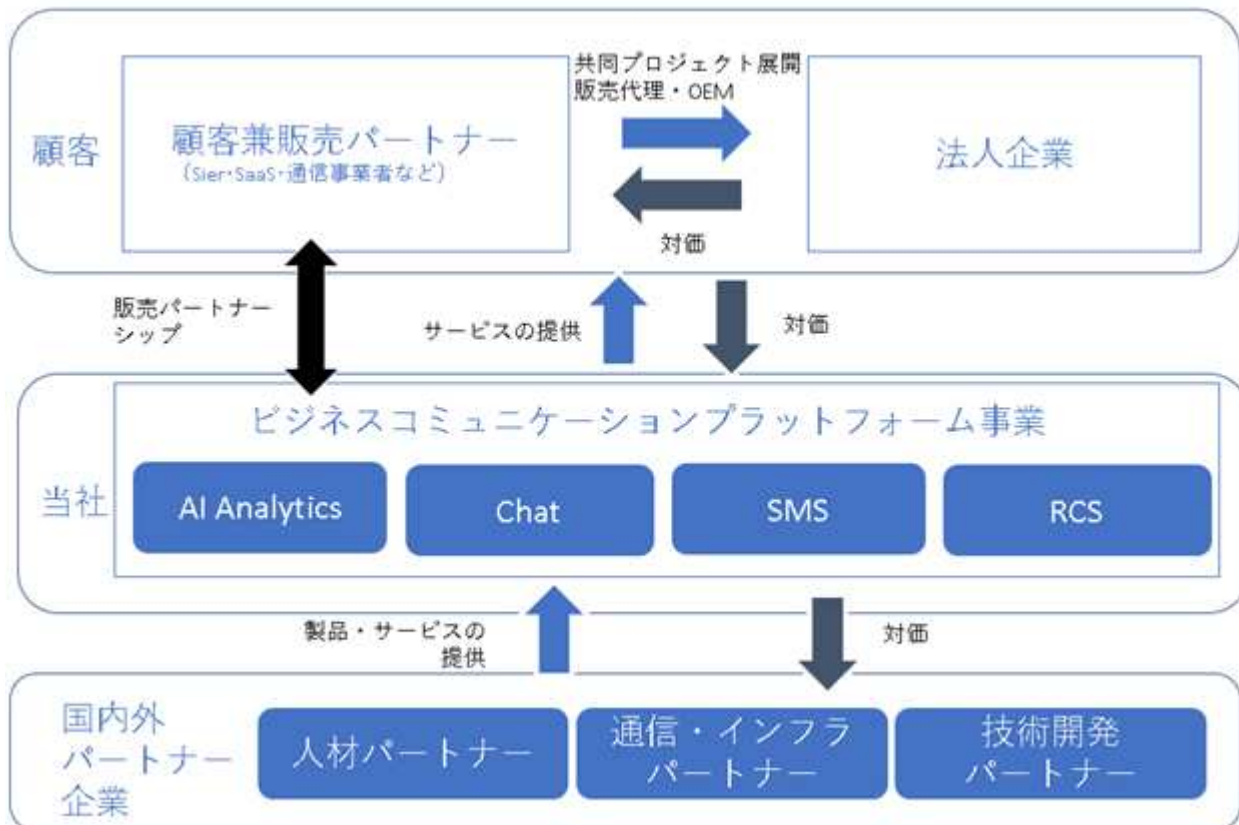 共同プロジェクト展開
販売代理・OEM
顧客
顧客兼販売パートナー
（SIer・SaaS・通信事業者など）
法人企業
対価
販売パートナー
シップ
サービスの提供
対価
ビジネスコミュニケーションプラットフォーム事業
当社
AI Analytics
Chat
SMS
RCS
製品・サービスの
提供
対価
国内外
パートナー
企業
人材パートナー
通信・インフラ
パートナー
技術開発
パートナー